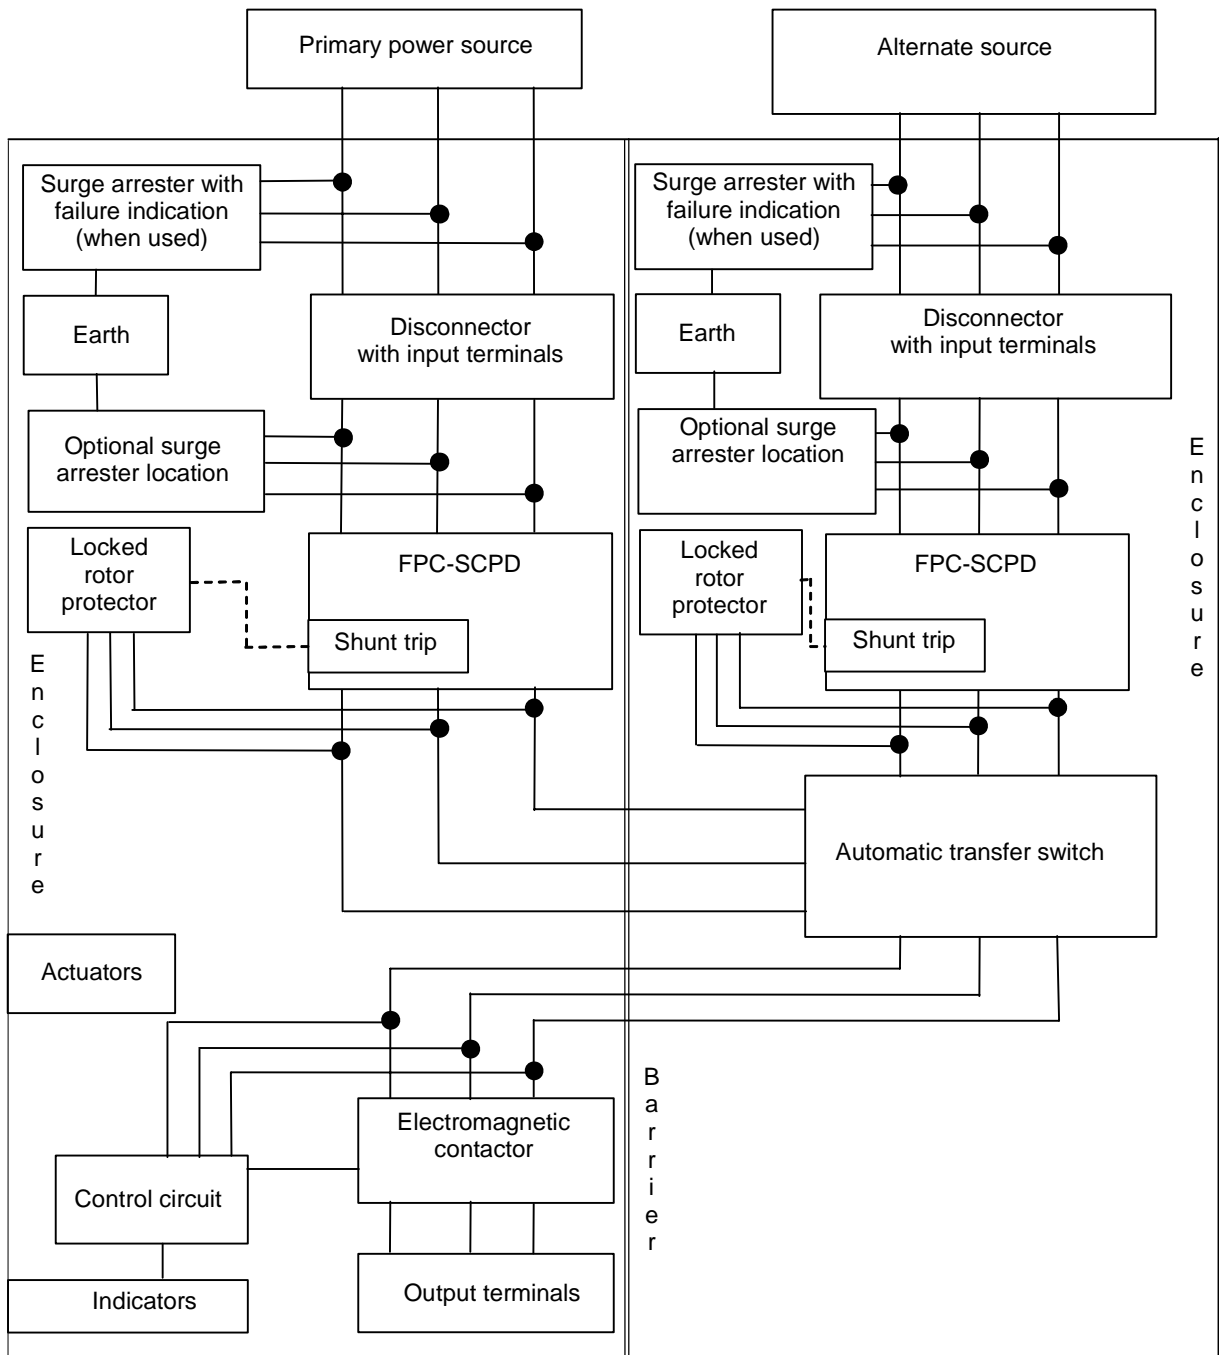 Primary power source
Alternate source
Surge arrester with
failure indication
(when used)
Surge arrester with
failure indication
(when used)
Earth
Disconnector
with input terminals
Earth
Disconnector
with input terminals
Optional surge
arrester location
Optional surge
arrester location
Enclosure
Locked
rotor
protector
FPC-SCPD
Shunt trip
Locked
rotor
protector
FPC-SCPD
Shunt trip
Enclosure
Automatic transfer switch
Actuators
Barrier
Electromagnetic
contactor
Control circuit
Output terminals
Indicators